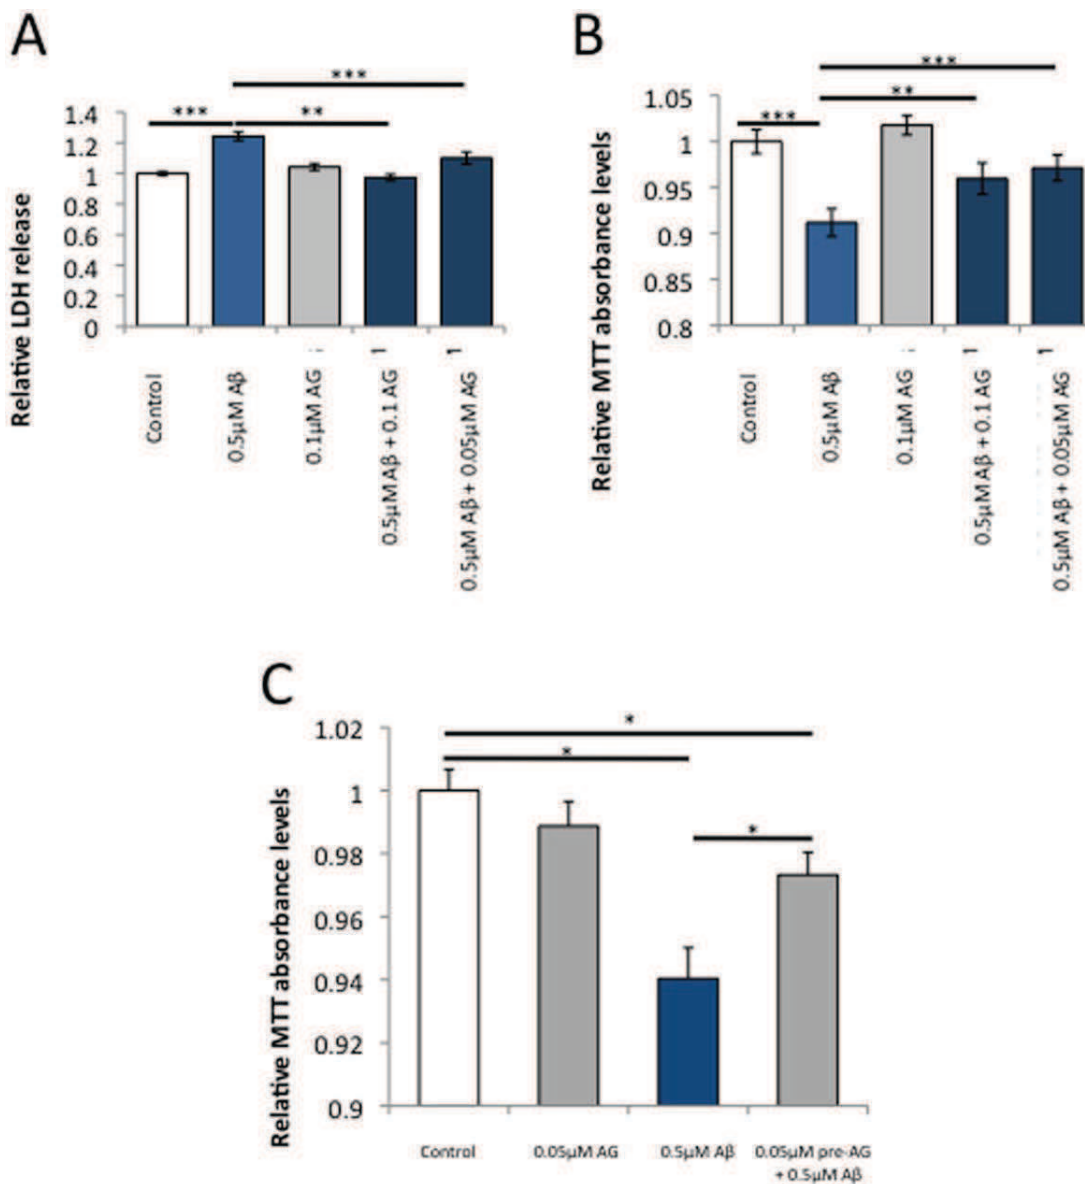 A
***
***
**
1.4
1.2
1
0.8
0.6
0.4
0.2
0
Relative LDH release
Control
0.5µM Aβ
0.1µM AG
0.5µM Aβ + 0.1 AG
0.5µM Aβ + 0.05µM AG
B
***
**
***
1.05
1
0.95
0.9
0.85
0.8
Relative MTT absorbance levels
Control
0.5µM Aβ
0.1µM AG
0.5µM Aβ + 0.1 AG
0.5µM Aβ + 0.05µM AG
C
*
*
*
1.02
1
0.98
0.96
0.94
0.92
0.9
Relative MTT absorbance levels
Control
0.05µM AG
0.5µM Aβ
0.05µM pre-AG
+ 0.5µM Aβ